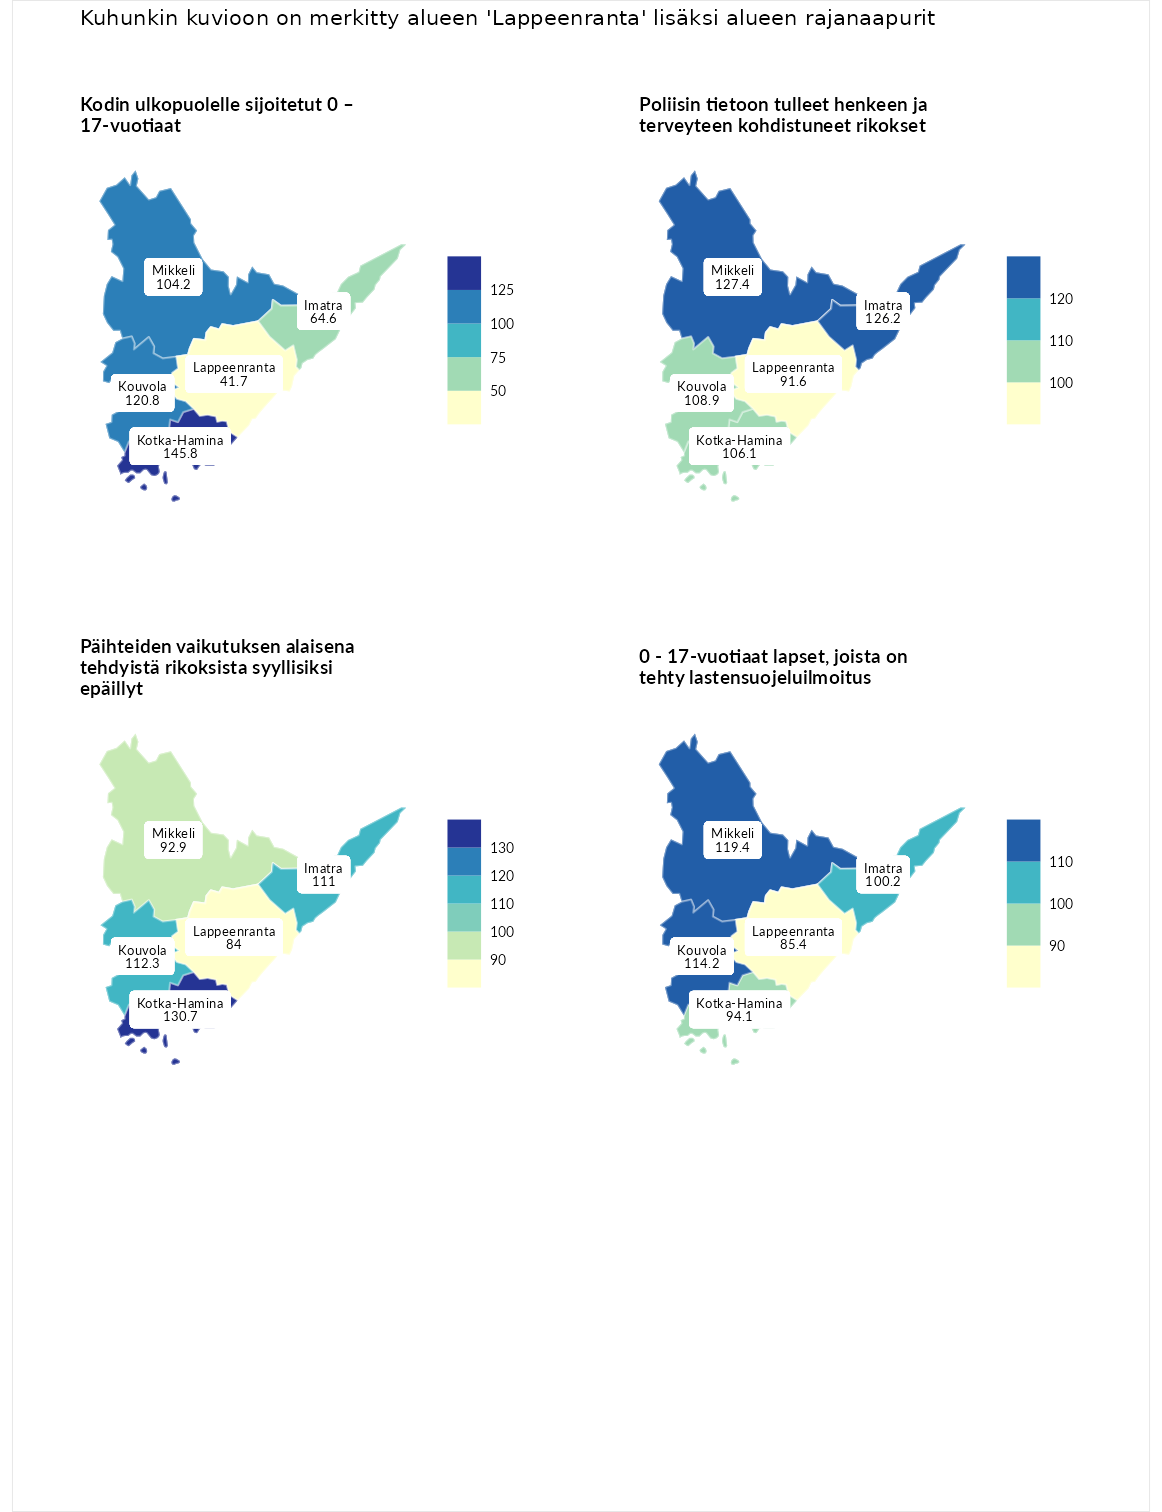 Kuhunkin kuvioon on merkitty alueen 'Lappeenranta' lisäksi alueen rajanaapurit
Kodin ulkopuolelle sijoitetut 0 –
17-vuotiaat
Mikkeli
104.2
Imatra
64.6
Lappeenranta
41.7
Kouvola
120.8
Kotka-Hamina
145.8
125
100
75
50
Poliisin tietoon tulleet henkeen ja
terveyteen kohdistuneet rikokset
Mikkeli
127.4
Imatra
126.2
Lappeenranta
91.6
Kouvola
108.9
Kotka-Hamina
106.1
120
110
100
Päihteiden vaikutuksen alaisena
tehdyistä rikoksista syyllisiksi
epäillyt
Mikkeli
92.9
Imatra
111
Lappeenranta
84
Kouvola
112.3
Kotka-Hamina
130.7
130
120
110
100
90
0 - 17-vuotiaat lapset, joista on
tehty lastensuojeluilmoitus
Mikkeli
119.4
Imatra
100.2
Lappeenranta
85.4
Kouvola
114.2
Kotka-Hamina
94.1
110
100
90